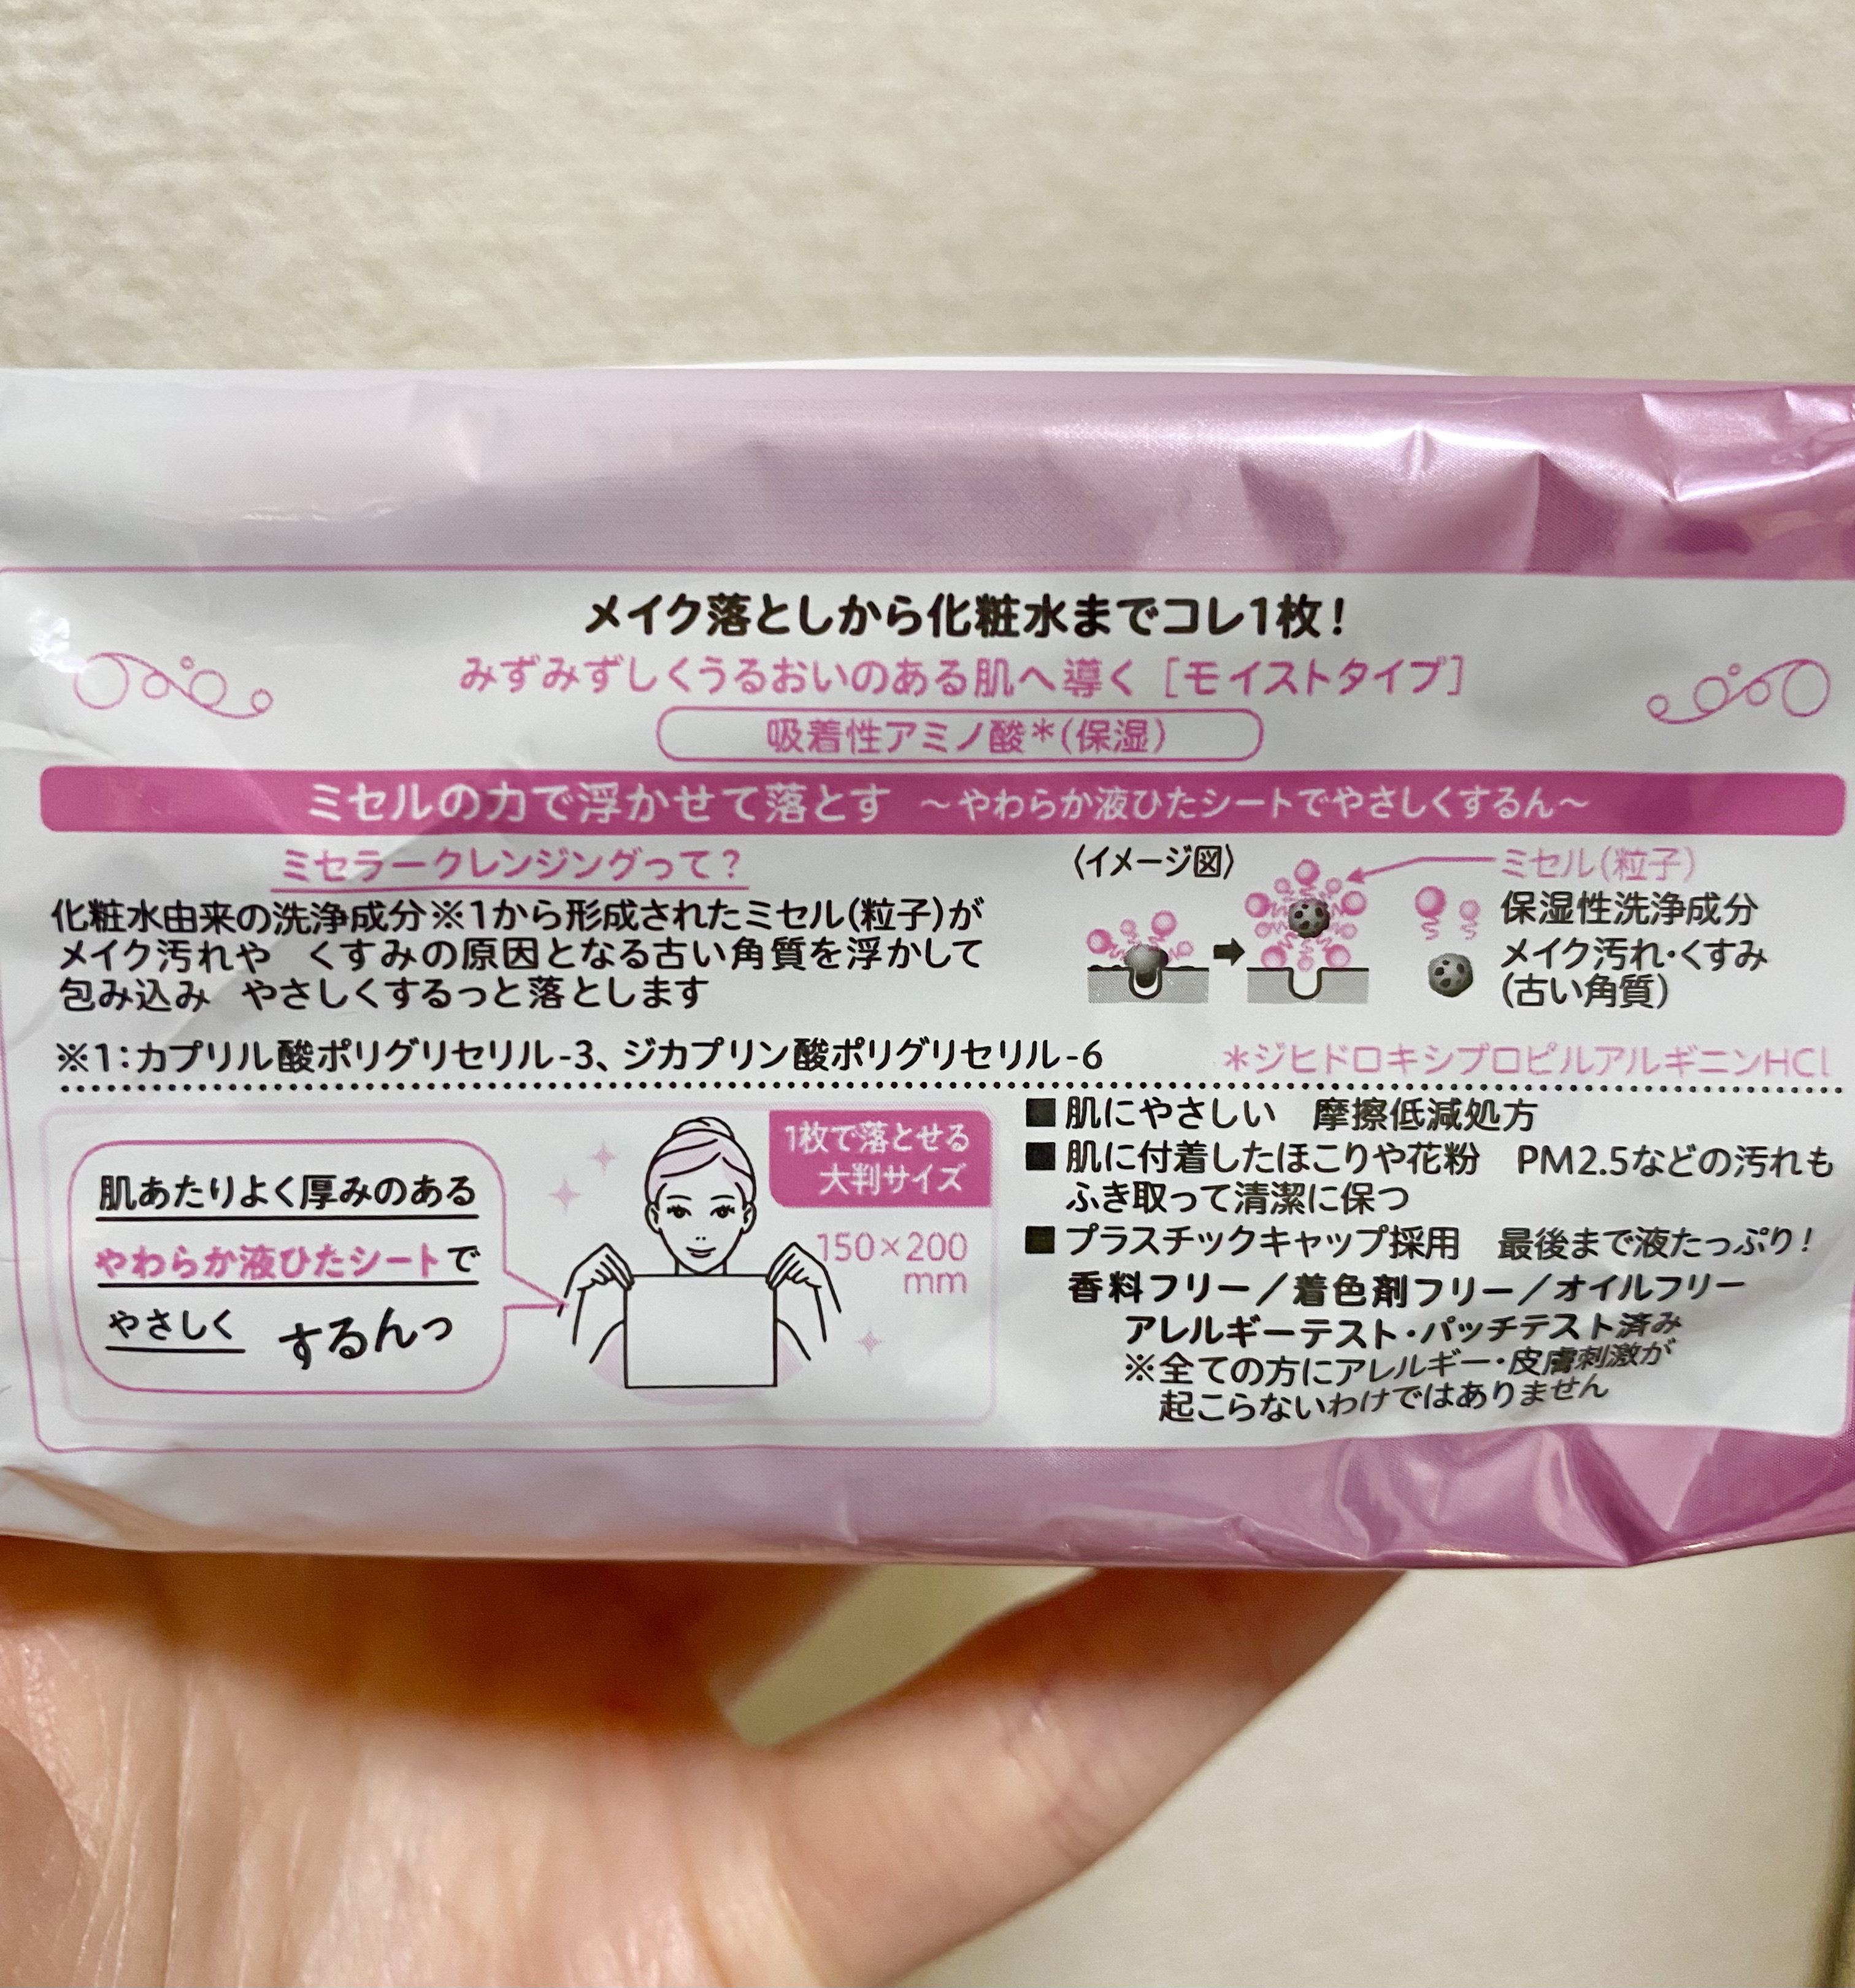 メイク落としから化粧水までコレ1枚!
みずみずしくうるおいのある肌へ導く [モイストタイプ]
吸着性アミノ酸*(保湿)
ミセルの力で浮かせて落とす ～やわらか液ひたシートでやさしくするん～
ミセラークレンジングって?
化粧水由来の洗浄成分※1から形成されたミセル(粒子)が
メイク汚れや くすみの原因となる古い角質を浮かして
包み込み やさしくするっと落とします
〈イメージ図〉
ミセル(粒子)
保湿性洗浄成分
メイク汚れ・くすみ
(古い角質)
※1:カプリル酸ポリグリセリル-3、ジカプリン酸ポリグリセリル-6
*ジヒドロキシプロピルアルギニンHCl
肌あたりよく厚みのある
やわらか液ひたシートで
やさしく するんっ
1枚で落とせる
大判サイズ
150×200
mm
■肌にやさしい 摩擦低減処方
■肌に付着したほこりや花粉 PM2.5などの汚れも
ふき取って清潔に保つ
■プラスチックキャップ採用 最後まで液たっぷり!
香料フリー/着色剤フリー/オイルフリー
アレルギーテスト・パッチテスト済み
※全ての方にアレルギー・皮膚刺激が
起こらないわけではありません